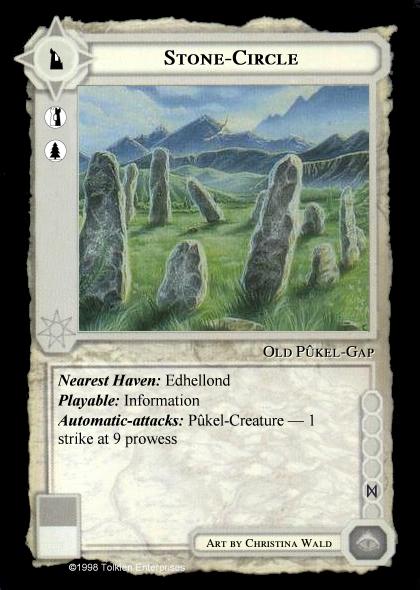 STONE-CIRCLE
OLD PÛKEL-GAP
Nearest Haven: Edhellond
Playable: Information
Automatic-attacks: Pûkel-Creature — 1
strike at 9 prowess
ᛞ
ART BY CHRISTINA WALD
©1998 Tolkien Enterprises